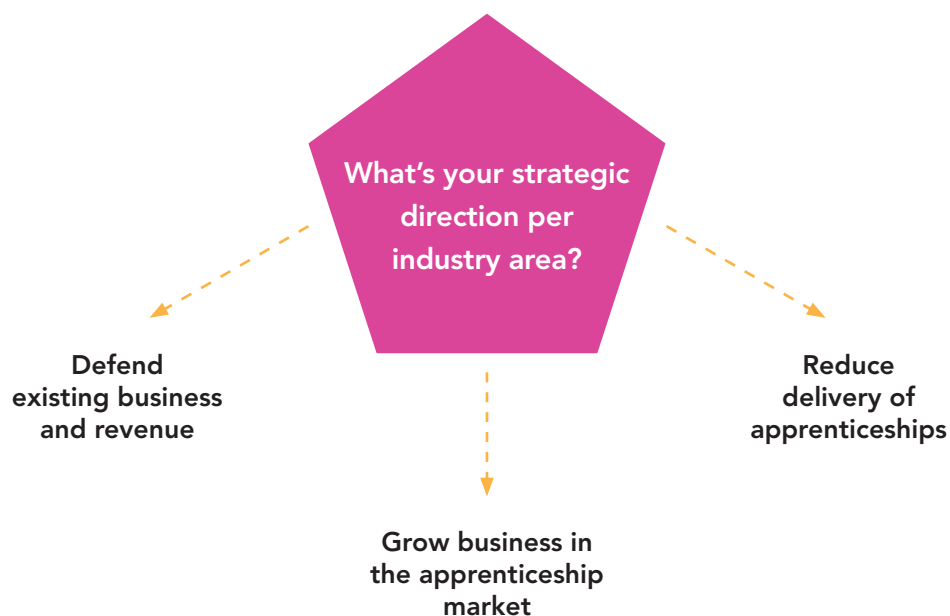 What’s your strategic
direction per
industry area?
Defend
existing business
and revenue
Reduce
delivery of
apprenticeships
Grow business in
the apprenticeship
market